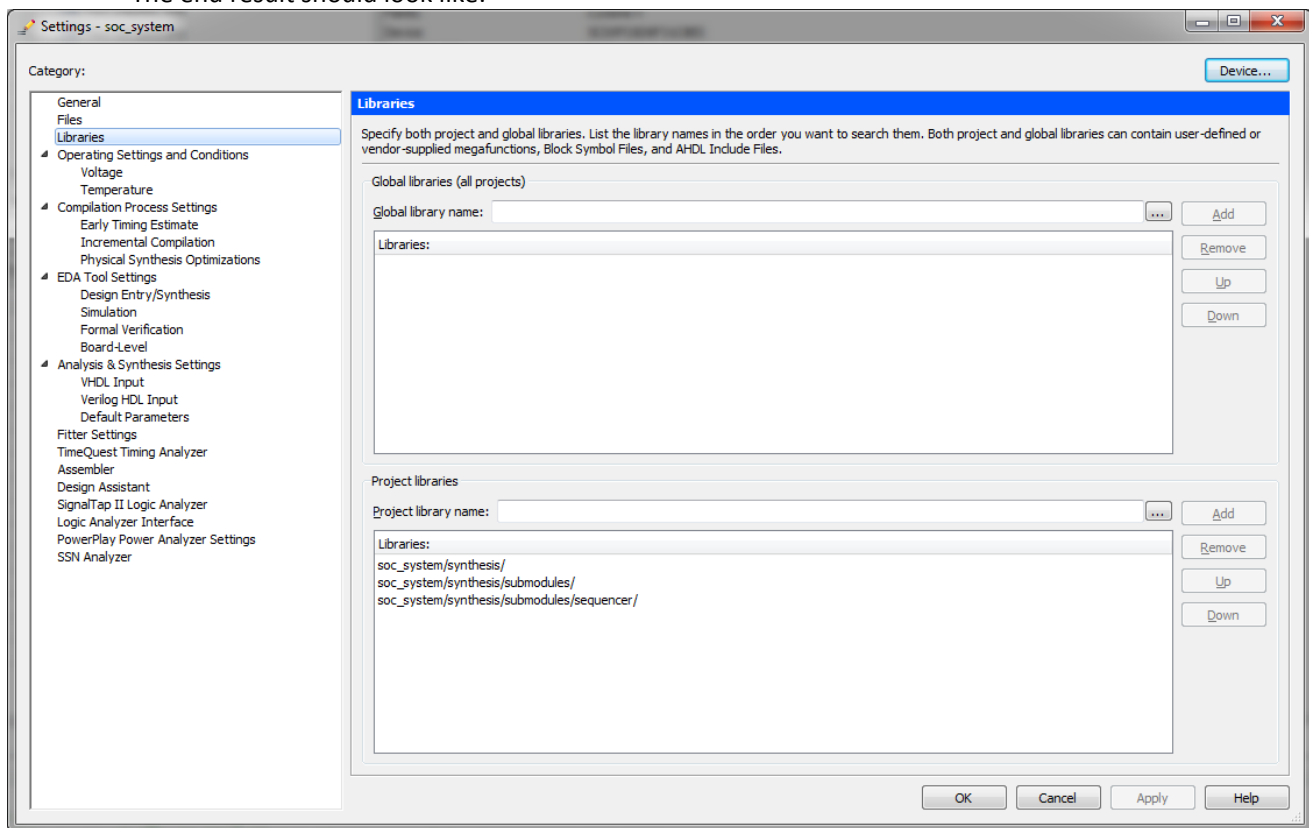 The end result should look like:
Settings - soc_system
Category:
Device...
General
Files
Libraries
Operating Settings and Conditions
Voltage
Temperature
Compilation Process Settings
Early Timing Estimate
Incremental Compilation
Physical Synthesis Optimizations
EDA Tool Settings
Design Entry/Synthesis
Simulation
Formal Verification
Board-Level
Analysis & Synthesis Settings
VHDL Input
Verilog HDL Input
Default Parameters
Fitter Settings
TimeQuest Timing Analyzer
Assembler
Design Assistant
SignalTap II Logic Analyzer
Logic Analyzer Interface
PowerPlay Power Analyzer Settings
SSN Analyzer
Libraries
Specify both project and global libraries. List the library names in the order you want to search them. Both project and global libraries can contain user-defined or
vendor-supplied megafunctions, Block Symbol Files, and AHDL Include Files.
Global libraries (all projects)
Global library name:
...
Add
Libraries:
Remove
Up
Down
Project libraries
Project library name:
...
Add
Libraries:
soc_system/synthesis/
soc_system/synthesis/submodules/
soc_system/synthesis/submodules/sequencer/
Remove
Up
Down
OK
Cancel
Apply
Help